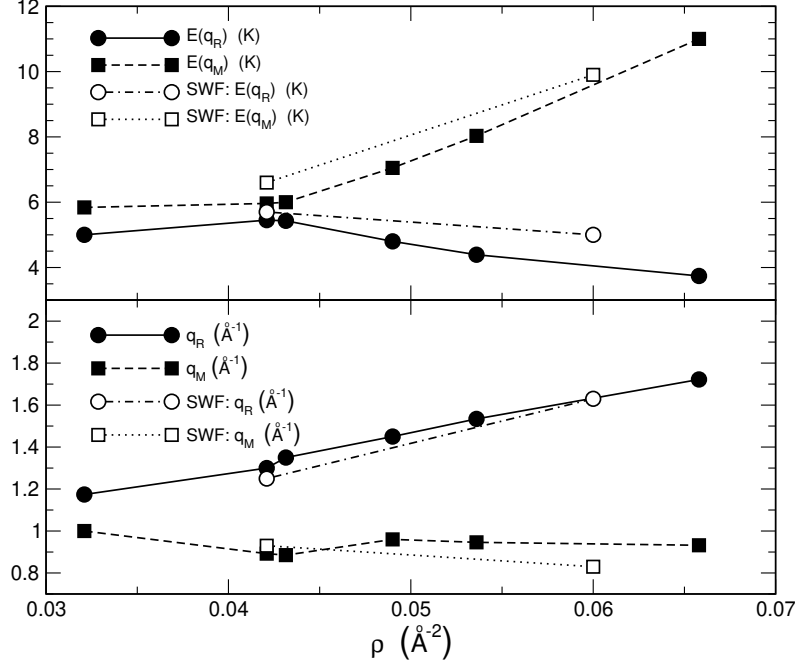 12
10
8
6
4
E(q_R) (K)
E(q_M) (K)
SWF: E(q_R) (K)
SWF: E(q_M) (K)
2
1.8
1.6
1.4
1.2
1
0.8
q_R (Å⁻¹)
q_M (Å⁻¹)
SWF: q_R (Å⁻¹)
SWF: q_M (Å⁻¹)
0.03 0.04 0.05 0.06 0.07
ρ (Å⁻²)